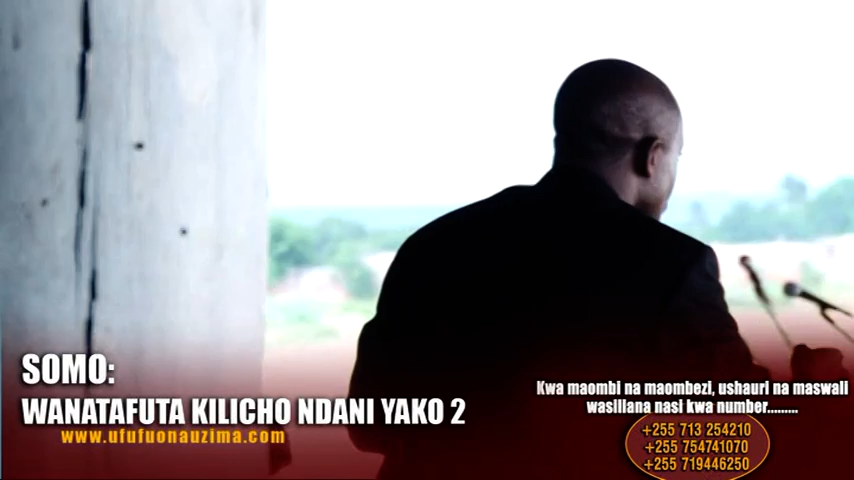 SOMO:
WANATAFUTA KILICHO NDANI YAKO 2
www.ufufuonauzima.com
Kwa maombi na maombezi, ushauri na maswali
wasiliana nasi kwa number.........
+255 713 254210
+255 754741070
+255 719446250